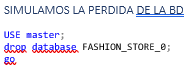 SIMULAMOS LA PERDIDA DE LA BD
USE master;
drop database FASHION_STORE_0;
go